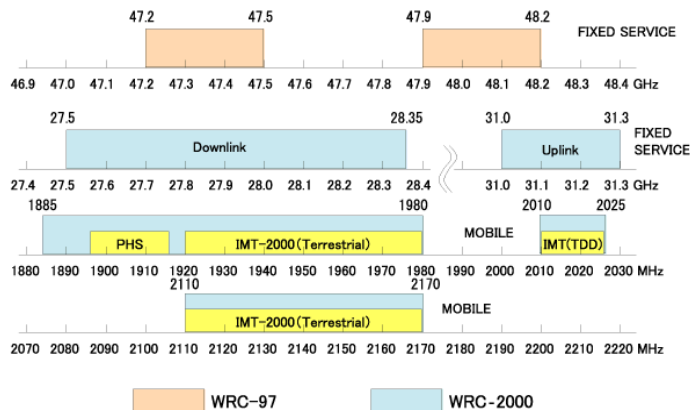 47.2 47.5 47.9 48.2
FIXED SERVICE
46.9 47.0 47.1 47.2 47.3 47.4 47.5 47.6 47.7 47.8 47.9 48.0 48.1 48.2 48.3 48.4 GHz
27.5 28.35 31.0 31.3
Downlink Uplink FIXED SERVICE
27.4 27.5 27.6 27.7 27.8 27.9 28.0 28.1 28.2 28.3 28.4 31.0 31.1 31.2 31.3 GHz
1885 1980 2010 2025
MOBILE
PHS IMT-2000(Terrestrial) IMT(TDD)
1880 1890 1900 1910 1920 1930 1940 1950 1960 1970 1980 1990 2000 2010 2020 2030 MHz
2110 2170
MOBILE
IMT-2000(Terrestrial)
2070 2080 2090 2100 2110 2120 2130 2140 2150 2160 2170 2180 2190 2200 2210 2220 MHz
WRC-97 WRC-2000